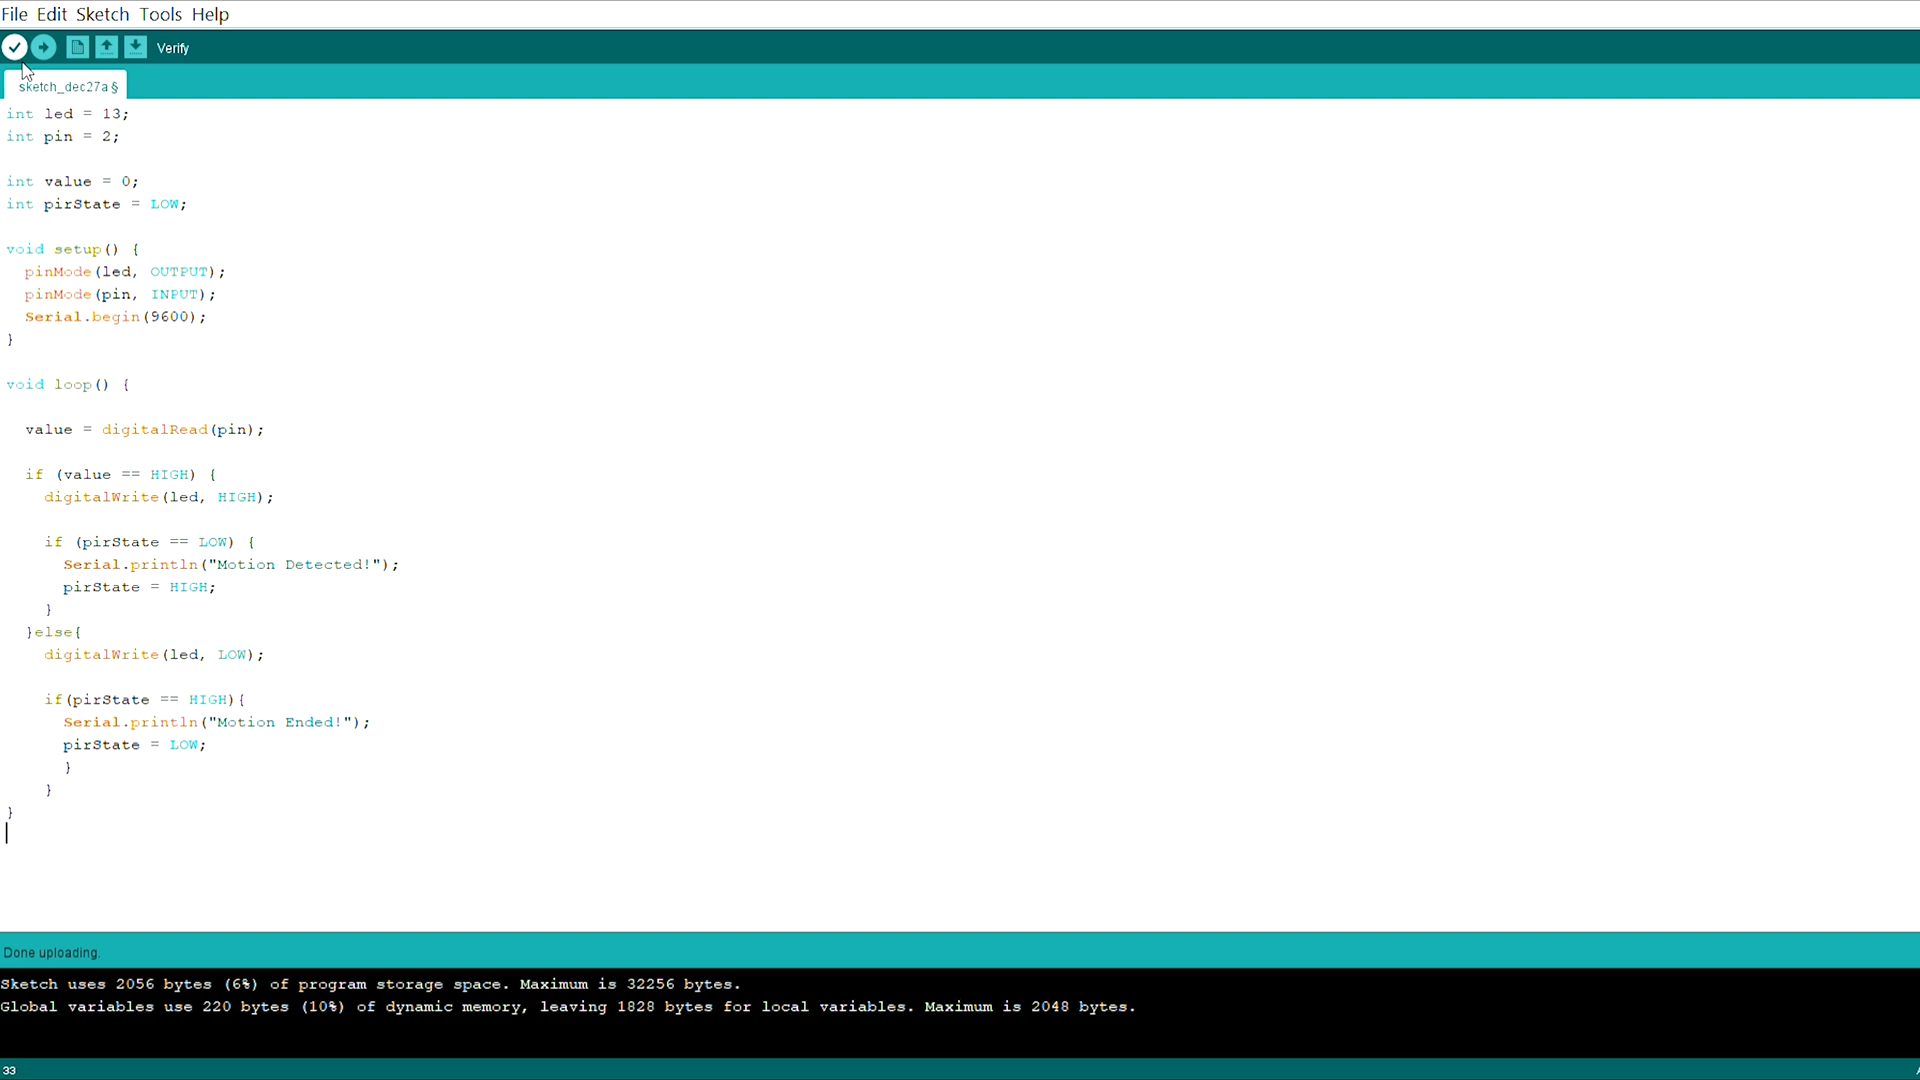 File Edit Sketch Tools Help
Verify
sketch_dec27a §
int led = 13;
int pin = 2;
int value = 0;
int pirState = LOW;
void setup() {
pinMode(led, OUTPUT);
pinMode(pin, INPUT);
Serial.begin(9600);
}
void loop() {
value = digitalRead(pin);
if (value == HIGH) {
digitalWrite(led, HIGH);
if (pirState == LOW) {
Serial.println("Motion Detected!");
pirState = HIGH;
}
}else{
digitalWrite(led, LOW);
if(pirState == HIGH){
Serial.println("Motion Ended!");
pirState = LOW;
}
}
}
Done uploading.
Sketch uses 2056 bytes (6%) of program storage space. Maximum is 32256 bytes.
Global variables use 220 bytes (10%) of dynamic memory, leaving 1828 bytes for local variables. Maximum is 2048 bytes.
33